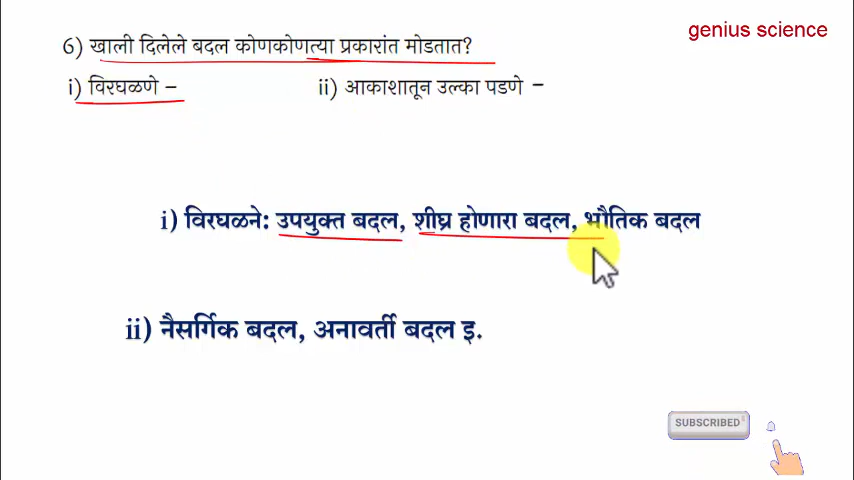 genius science
6) खाली दिलेले बदल कोणकोणत्या प्रकारांत मोडतात?
i) विरघळणे – ii) आकाशातून उल्का पडणे –
i) विरघळने: उपयुक्त बदल, शीघ्र होणारा बदल, भौतिक बदल
ii) नैसर्गिक बदल, अनावर्ती बदल इ.
SUBSCRIBED